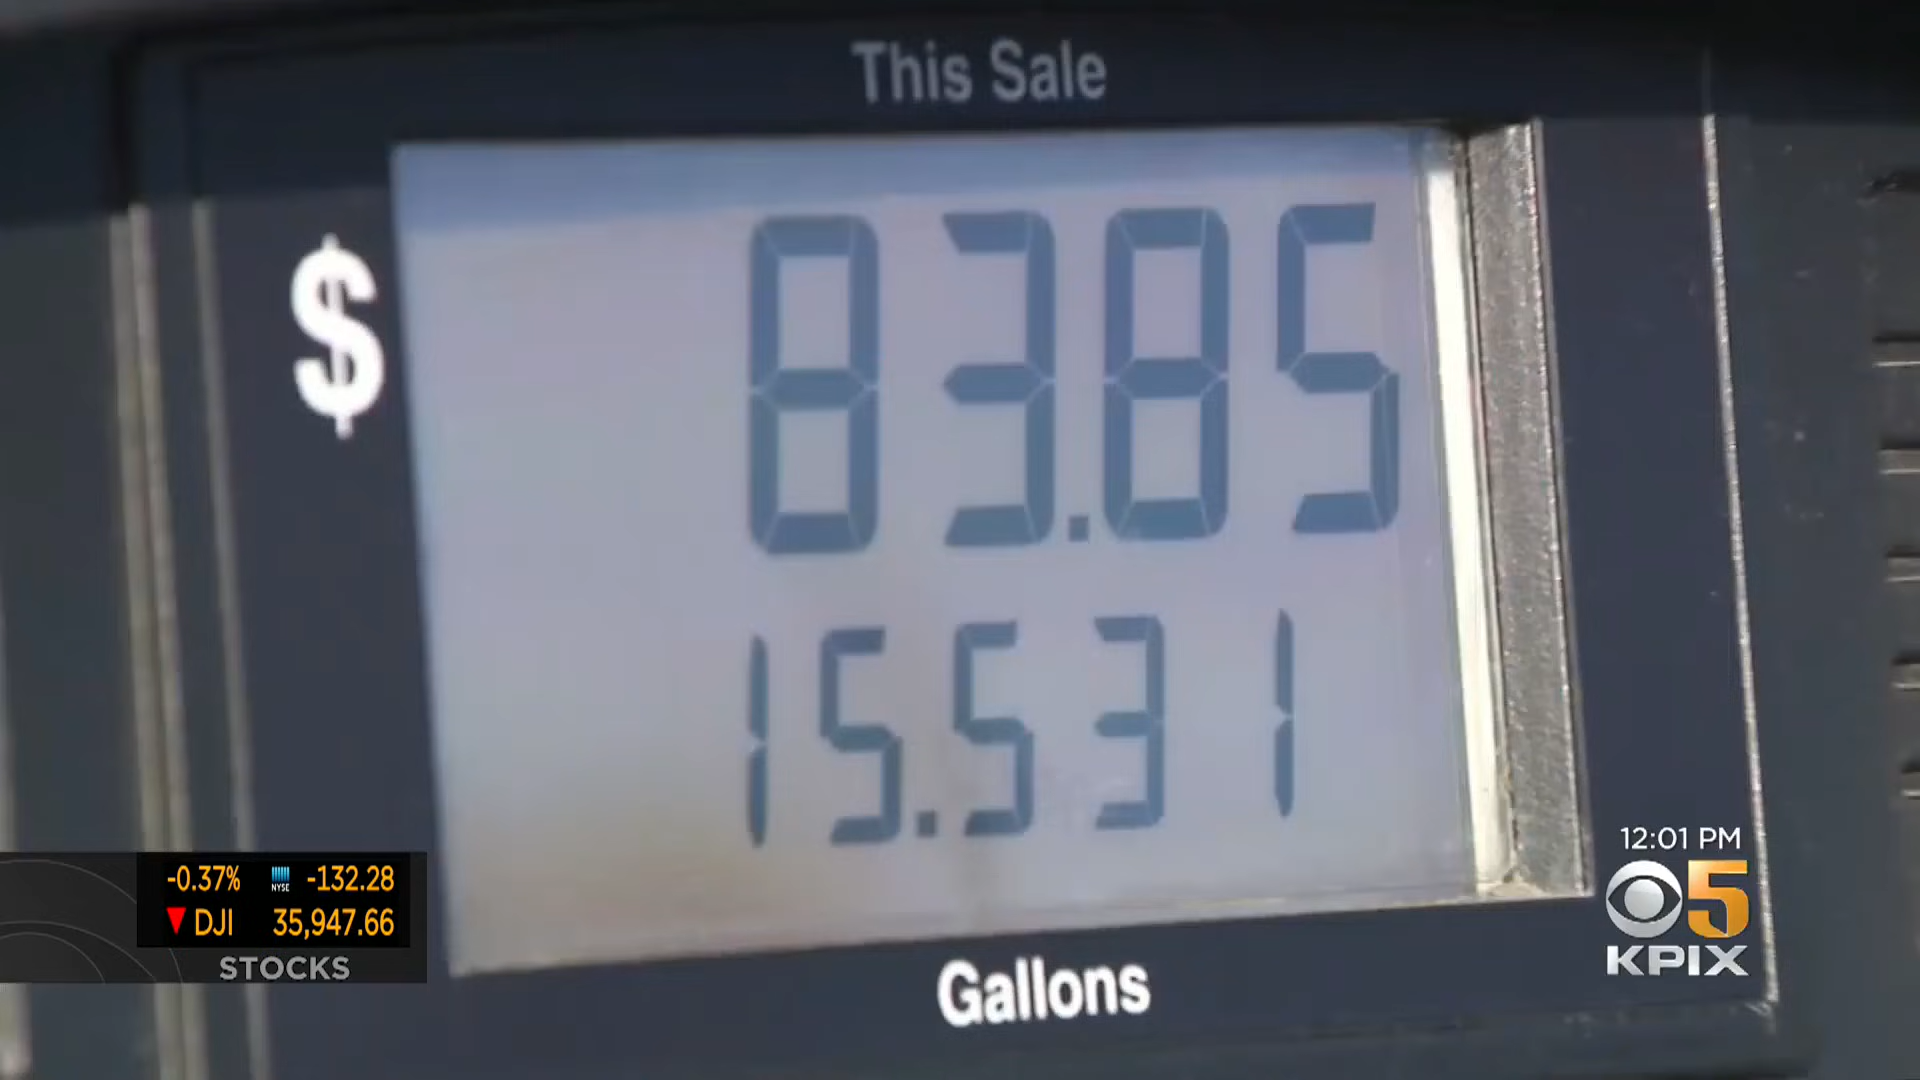 This Sale
$ 83.85
15.531
Gallons
-0.37% NYSE -132.28
▼ DJI 35,947.66
STOCKS
12:01 PM
5
KPIX